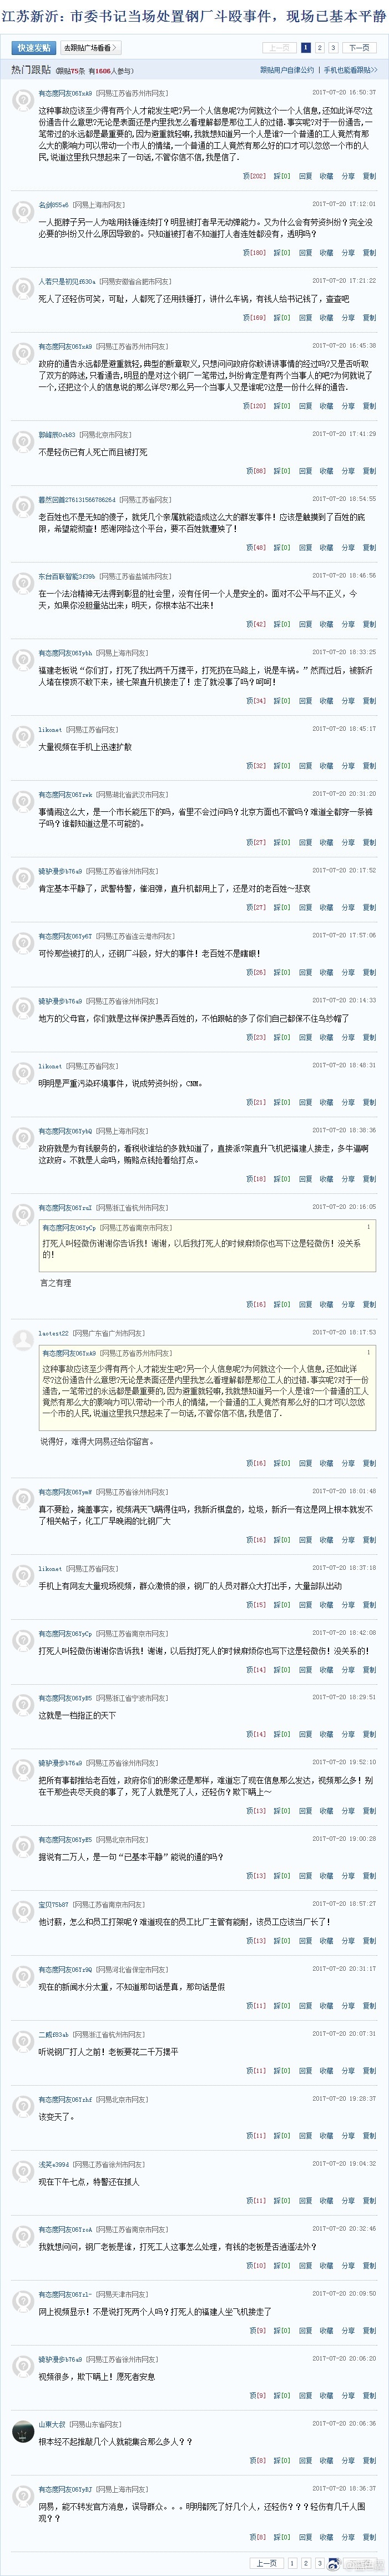 江苏新沂：市委书记当场处置钢厂斗殴事件，现场已基本平静
快速发贴 去跟贴广场看看> 上一页 1 2 3 下一页
热门跟贴 (跟贴75条 有1606人参与) 跟贴用户自律公约 | 手机也能看跟贴>>
有态度网友06YxA9 [网易江苏省苏州市网友] 2017-07-20 16:50:37
这种事故应该至少得有两个人才能发生吧?另一个人信息呢?为何就这个一个人信息,还如此详尽?这
份通告什么意思?无论是表面还是内里我怎么看理解都是那位工人的过错.事实呢?对于一份通告,一
笔带过的永远都是最重要的,因为避重就轻嘛,我就想知道另一个人是谁?一个普通的工人竟然有那
么大的影响力可以带动一个市人的情绪,一个普通的工人竟然有那么好的口才可以忽悠一个市的人
民,说道这里我只想起来了一句话,不管你信不信,我是信了.
顶[202] 踩[0] 回复 收藏 分享 复制
名剑955e6 [网易上海市网友] 2017-07-20 17:12:01
一人扼脖子另一人为啥用铁锤连续打？明显被打者早无动弹能力。又为什么会有劳资纠纷？完全没
必要的纠纷又什么原因导致的。只知道被打者不知道打人者连姓都没有，透明吗？
顶[180] 踩[0] 回复 收藏 分享 复制
人若只是初见f630a [网易安徽省合肥市网友] 2017-07-20 17:21:22
死人了还轻伤可笑，可耻，人都死了还用铁锤打，讲什么车祸，有钱人给书记钱了，查查吧
顶[169] 踩[0] 回复 收藏 分享 复制
有态度网友06YxA9 [网易江苏省苏州市网友] 2017-07-20 16:45:38
政府的通告永远都是避重就轻,典型的断章取义,只想问问政府你敢讲讲事情的经过吗?又是否听取
了双方的陈述,只看通告,明显的是对这个钢厂一笔带过,纠纷肯定是有两个当事人的吧?为何就说了
一个,还把这个人的信息说的那么详尽?那么另一个当事人又是谁呢?这是一份什么样的通告.
顶[120] 踩[0] 回复 收藏 分享 复制
2017-07-20 17:41:29
不是轻伤已有人死亡而且被打死
顶[88] 踩[0] 回复 收藏 分享 复制
蓦然回首27613156678626d [网易江苏省网友] 2017-07-20 18:54:55
老百姓也不是无知的傻子，就凭几个亲属就能造成这么大的群发事件！应该是触摸到了百姓的底
限，希望能彻查！感谢网络这个平台，要不百姓就遭殃了！
顶[48] 踩[0] 回复 收藏 分享 复制
东台百联智能3f39b [网易江苏省盐城市网友] 2017-07-20 18:46:56
在一个法治精神无法得到彰显的社会里，没有任何一个人是安全的。面对不公平与不正义，今
天，如果你没胆量站出来，明天，你根本站不出来！
顶[42] 踩[0] 回复 收藏 分享 复制
有态度网友06Yybh [网易上海市网友] 2017-07-20 18:33:25
福建老板说“你们打，打死了我出两千万摆平，打死扔在马路上，说是车祸。”然而过后，被新沂
人堵在楼顶不敢下来，被七架直升机接走了！走了就没事了吗？呵呵！
顶[34] 踩[0] 回复 收藏 分享 复制
likonat [网易江苏省网友] 2017-07-20 18:45:17
大量视频在手机上迅速扩散
顶[32] 踩[0] 回复 收藏 分享 复制
有态度网友06Yzwk [网易湖北省武汉市网友] 2017-07-20 20:31:20
事情闹这么大，是一个市长能压下的吗，省里不会过问吗？北京方面也不管吗？难道全都穿一条裤
子吗？谁都知道这是不可能的。
顶[27] 踩[0] 回复 收藏 分享 复制
骑驴漫步b76a9 [网易江苏省徐州市网友] 2017-07-20 20:17:52
肯定基本平静了，武警特警，催泪弹，直升机都用上了，还是对的老百姓～悲哀
顶[27] 踩[0] 回复 收藏 分享 复制
有态度网友06Yy6T [网易江苏省连云港市网友] 2017-07-20 17:57:06
可怜那些被打的人，还钢厂斗殴，好大的事件！老百姓不是瞎眼！
顶[26] 踩[0] 回复 收藏 分享 复制
骑驴漫步b76a9 [网易江苏省徐州市网友] 2017-07-20 20:14:33
地方的父母官，你们就是这样保护愚弄百姓的，不怕跟帖的多了你们自己都保不住乌纱帽了
顶[23] 踩[0] 回复 收藏 分享 复制
likonat [网易江苏省网友] 2017-07-20 18:48:31
明明是严重污染环境事件，说成劳资纠纷，CNM。
顶[21] 踩[0] 回复 收藏 分享 复制
有态度网友06YybQ [网易上海市网友] 2017-07-20 18:38:36
政府就是为有钱服务的，看税收谁给的多就知道了，直接派7架直升飞机把福建人接走，多牛逼啊
这政府。不就是人命吗，贿赂点钱抢着给打点。
顶[18] 踩[0] 回复 收藏 分享 复制
有态度网友06YzuI [网易浙江省杭州市网友] 2017-07-20 20:16:05
有态度网友06YyCp [网易江苏省南京市网友] 1
打死人叫轻微伤谢谢你告诉我！谢谢，以后我打死人的时候麻烦你也写下这是轻微伤！没关系
的！
言之有理
顶[16] 踩[0] 回复 收藏 分享 复制
luotext22 [网易广东省广州市网友] 2017-07-20 18:17:53
有态度网友06YxA9 [网易江苏省苏州市网友] 1
这种事故应该至少得有两个人才能发生吧?另一个人信息呢?为何就这个一个人信息,还如此详
尽?这份通告什么意思?无论是表面还是内里我怎么看理解都是那位工人的过错.事实呢?对于一份
通告,一笔带过的永远都是最重要的,因为避重就轻嘛,我就想知道另一个人是谁?一个普通的工人
竟然有那么大的影响力可以带动一个市人的情绪,一个普通的工人竟然有那么好的口才可以忽悠
一个市的人民,说道这里我只想起来了一句话,不管你信不信,我是信了.
说得好，难得大网易还给你留言。
顶[16] 踩[0] 回复 收藏 分享 复制
有态度网友06YymW [网易江苏省徐州市网友] 2017-07-20 18:01:48
真不要脸，掩盖事实，视频满天飞瞒得住吗，我新沂棋盘的，垃圾，新沂一有这是网上根本就发不
了相关帖子，化工厂早晚闹的比钢厂大
顶[16] 踩[0] 回复 收藏 分享 复制
likonat [网易江苏省网友] 2017-07-20 18:37:18
手机上有网友大量现场视频，群众激愤的很，钢厂的人员对群众大打出手，大量部队出动
顶[15] 踩[0] 回复 收藏 分享 复制
有态度网友06YyCp [网易江苏省南京市网友] 2017-07-20 18:42:08
打死人叫轻微伤谢谢你告诉我！谢谢，以后我打死人的时候麻烦你也写下这是轻微伤！没关系的！
顶[14] 踩[0] 回复 收藏 分享 复制
有态度网友06YyB5 [网易浙江省宁波市网友] 2017-07-20 18:29:51
这就是一档指正的天下
顶[14] 踩[0] 回复 收藏 分享 复制
骑驴漫步b76a9 [网易江苏省徐州市网友] 2017-07-20 19:52:10
把所有事都推给老百姓，政府你们的形象还是那样，难道忘了现在信息那么发达，视频那么多！别
在干那些丧尽天良的事了，死了人就是死了人，还轻伤？欺下瞒上～
顶[13] 踩[0] 回复 收藏 分享 复制
有态度网友06YyE5 [网易北京市网友] 2017-07-20 19:00:28
据说有二万人，是一句“已基本平静”能说的通的吗？
顶[13] 踩[0] 回复 收藏 分享 复制
宝贝75b87 [网易江苏省南京市网友] 2017-07-20 18:57:27
他讨薪，怎么和员工打架呢？难道现在的员工比厂主管有能耐，该员工应该当厂长了！
顶[13] 踩[0] 回复 收藏 分享 复制
有态度网友06Yz9Q [网易河北省保定市网友] 2017-07-20 20:31:17
现在的新闻水分太重，不知道那句话是真，那句话是假
顶[11] 踩[0] 回复 收藏 分享 复制
二威f83ab [网易浙江省杭州市网友] 2017-07-20 20:07:31
听说钢厂打人之前！老板要花二千万摆平
顶[11] 踩[0] 回复 收藏 分享 复制
有态度网友06Yzhf [网易北京市网友] 2017-07-20 19:28:37
该变天了。
顶[11] 踩[0] 回复 收藏 分享 复制
浅笑e399d [网易江苏省徐州市网友] 2017-07-20 19:04:32
现在下午七点，特警还在抓人
顶[11] 踩[0] 回复 收藏 分享 复制
有态度网友06YzoA [网易江苏省南京市网友] 2017-07-20 20:32:46
我就想问问，钢厂老板是谁，打死工人这事怎么处理，有钱的老板是否逍遥法外？
顶[10] 踩[0] 回复 收藏 分享 复制
有态度网友06Yzl- [网易天津市网友] 2017-07-20 20:09:50
网上视频显示！不是说打死两个人吗？打死人的福建人坐飞机接走了
顶[9] 踩[0] 回复 收藏 分享 复制
骑驴漫步b76a9 [网易江苏省徐州市网友] 2017-07-20 20:06:20
视频很多，欺下瞒上！愿死者安息
顶[9] 踩[0] 回复 收藏 分享 复制
山東大叔 [网易山东省网友] 2017-07-20 20:06:36
根本经不起推敲几个人就能集合那么多人？？
顶[8] 踩[0] 回复 收藏 分享 复制
有态度网友06YyBJ [网易上海市网友] 2017-07-20 18:36:37
网易，能不转发官方消息，误导群众。。。明明都死了好几个人，还轻伤？？？轻伤有几千人围
观？？
顶[8] 踩[0] 回复 收藏 分享 复制
上一页 1 2 3